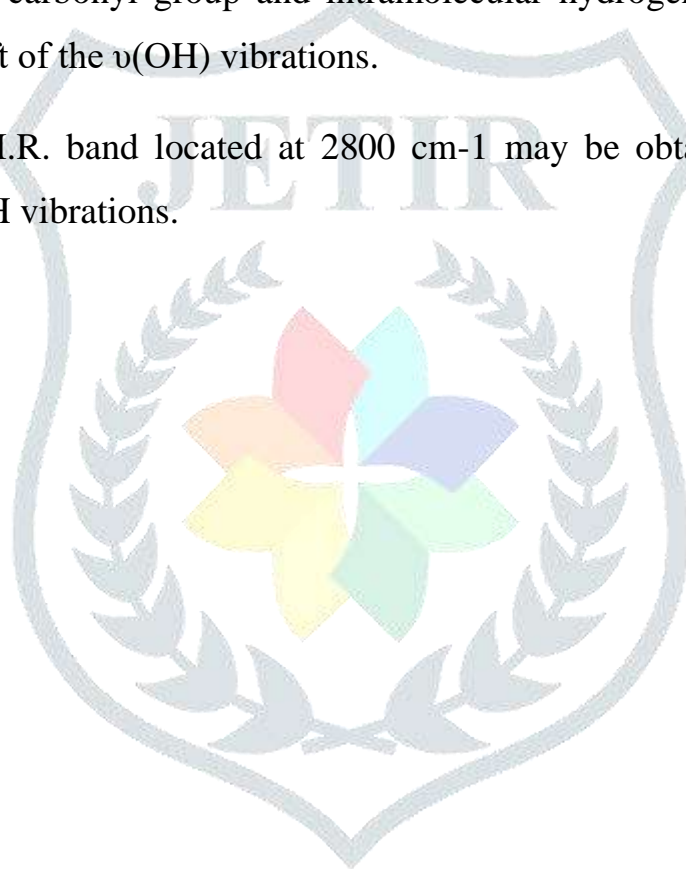 carbonyl group and intramolecular hydrogen
of the υ(OH) vibrations.
I.R. band located at 2800 cm-1 may be
vibrations.
JETIR